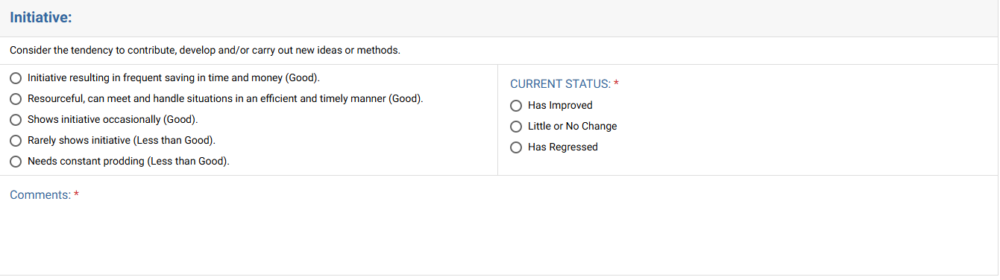 Initiative:
Consider the tendency to contribute, develop and/or carry out new ideas or methods.
Initiative resulting in frequent saving in time and money (Good).
Resourceful, can meet and handle situations in an efficient and timely manner (Good).
Shows initiative occasionally (Good).
Rarely shows initiative (Less than Good).
Needs constant prodding (Less than Good).
CURRENT STATUS: *
Has Improved
Little or No Change
Has Regressed
Comments: *